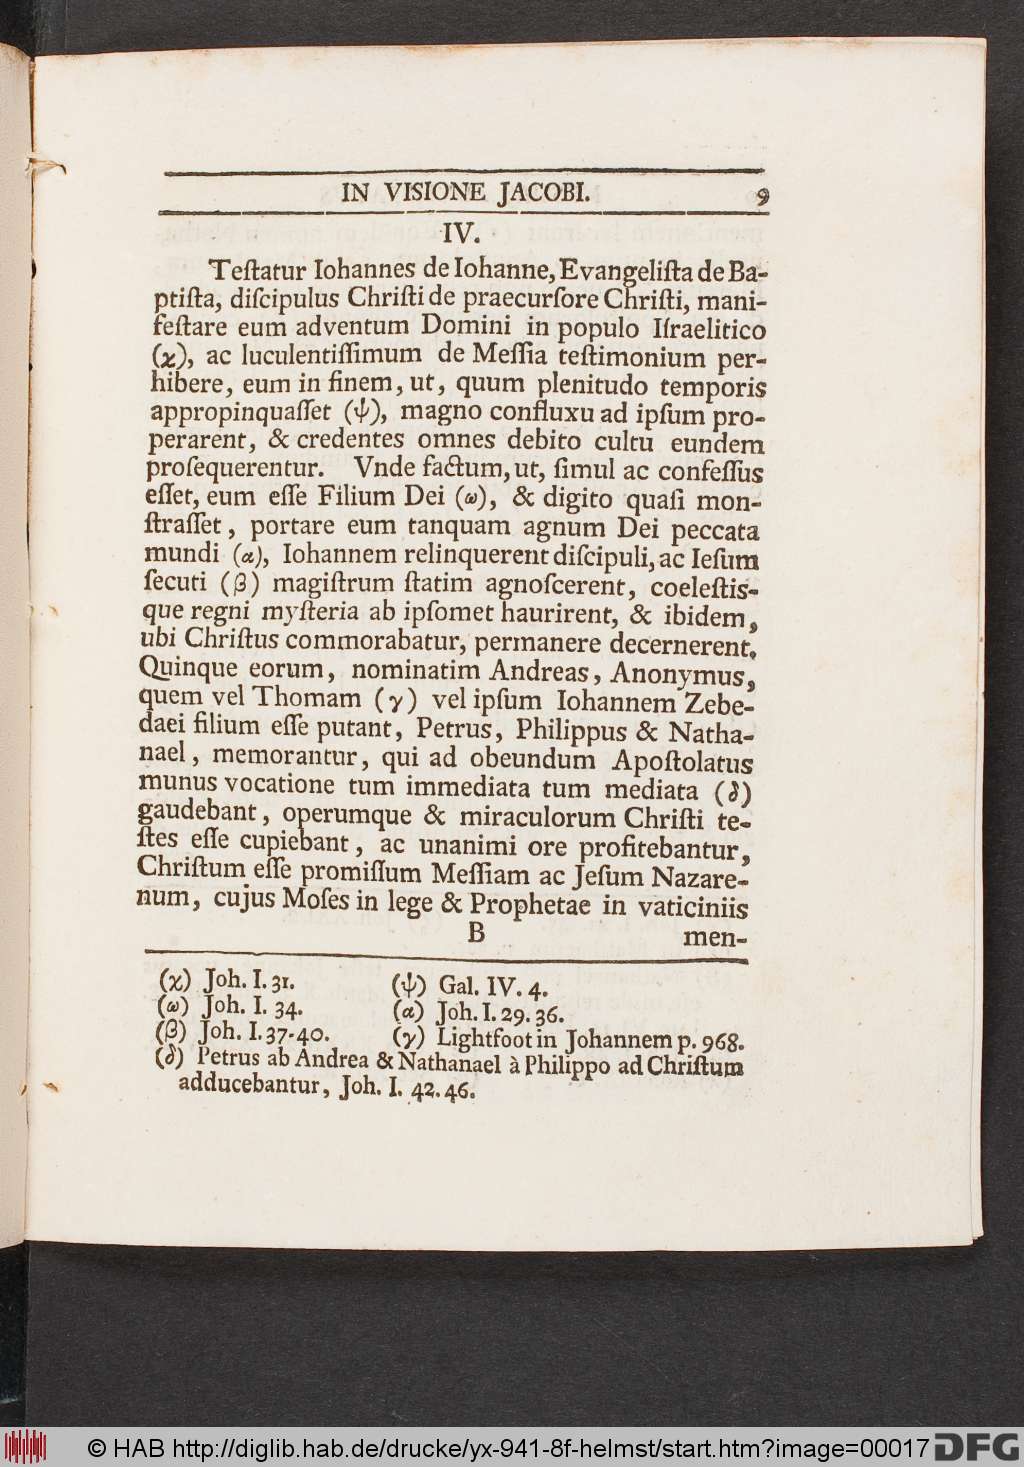 IN VISIONE JACOBI. 9
IV.
Teſtatur Iohannes de Iohanne, Evangeliſta de Ba-
ptiſta, diſcipulus Chriſti de praecurſore Chriſti, mani-
feſtare eum adventum Domini in populo Iſraelitico
(χ), ac luculentiſſimum de Meſſia teſtimonium per-
hibere, eum in finem, ut, quum plenitudo temporis
appropinquaſſet (ψ), magno confluxu ad ipſum pro-
perarent, & credentes omnes debito cultu eundem
proſequerentur. Vnde factum, ut, ſimul ac confeſſus
eſſet, eum eſſe Filium Dei (ω), & digito quaſi mon-
ſtraſſet, portare eum tanquam agnum Dei peccata
mundi (α), Iohannem relinquerent diſcipuli, ac Ieſum
ſecuti (β) magiſtrum ſtatim agnoſcerent, coeleſtis-
que regni myſteria ab ipſomet haurirent, & ibidem,
ubi Chriſtus commorabatur, permanere decernerent.
Quinque eorum, nominatim Andreas, Anonymus,
quem vel Thomam (γ) vel ipſum Iohannem Zebe-
daei filium eſſe putant, Petrus, Philippus & Natha-
nael, memorantur, qui ad obeundum Apoſtolatus
munus vocatione tum immediata tum mediata (δ)
gaudebant, operumque & miraculorum Chriſti te-
ſtes eſſe cupiebant, ac unanimi ore profitebantur,
Chriſtum eſſe promiſſum Meſſiam ac Jeſum Nazare-
num, cujus Moſes in lege & Prophetae in vaticiniis
B men-
(χ) Joh. I. 31. (ψ) Gal. IV. 4.
(ω) Joh. I. 34. (α) Joh. I. 29. 36.
(β) Joh. I. 37-40. (γ) Lightfoot in Johannem p. 968.
(δ) Petrus ab Andrea & Nathanael à Philippo ad Chriſtum
adducebantur, Joh. I. 42. 46.
© HAB http://diglib.hab.de/drucke/yx-941-8f-helmst/start.htm?image=00017 DFG